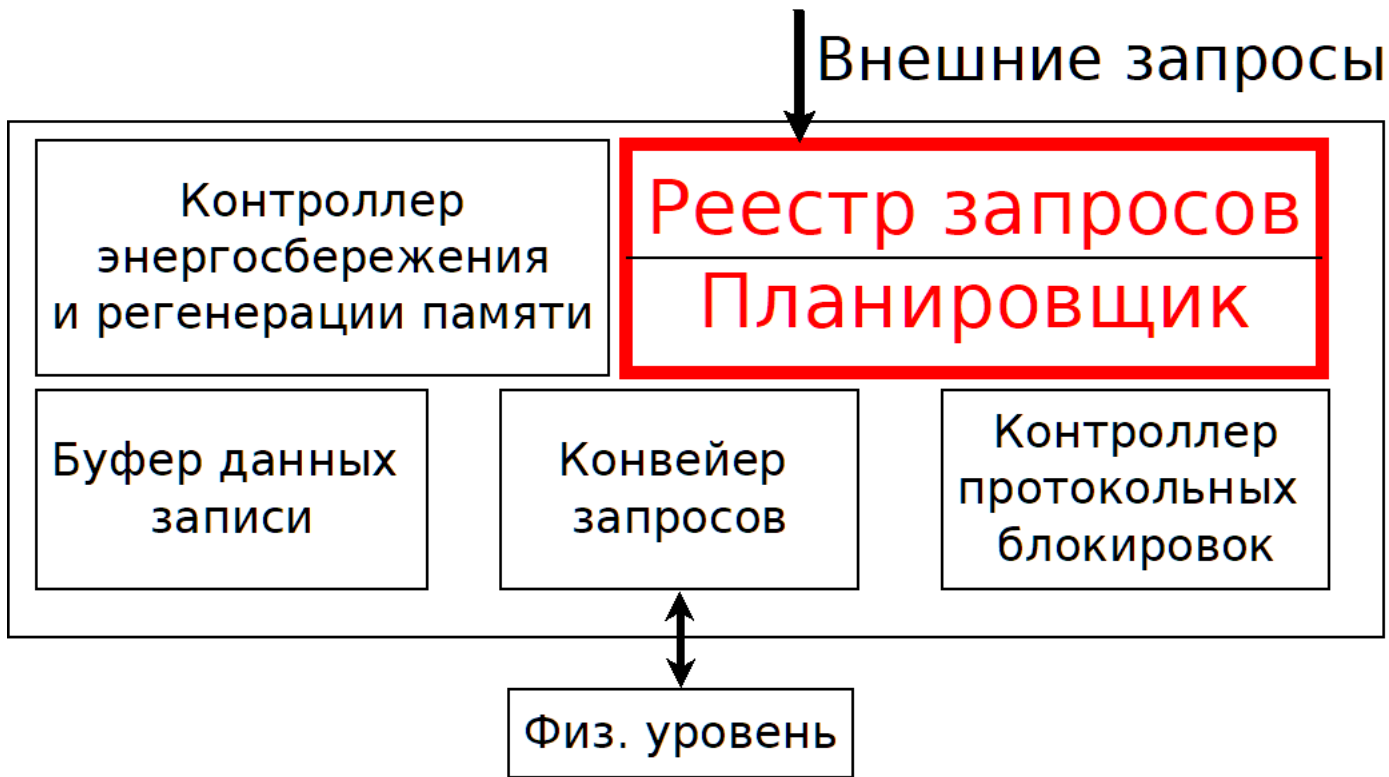 Внешние запросы
Контроллер
энергосбережения
и регенерации памяти
Реестр запросов
Планировщик
Буфер данных
записи
Конвейер
запросов
Контроллер
протокольных
блокировок
Физ. уровень